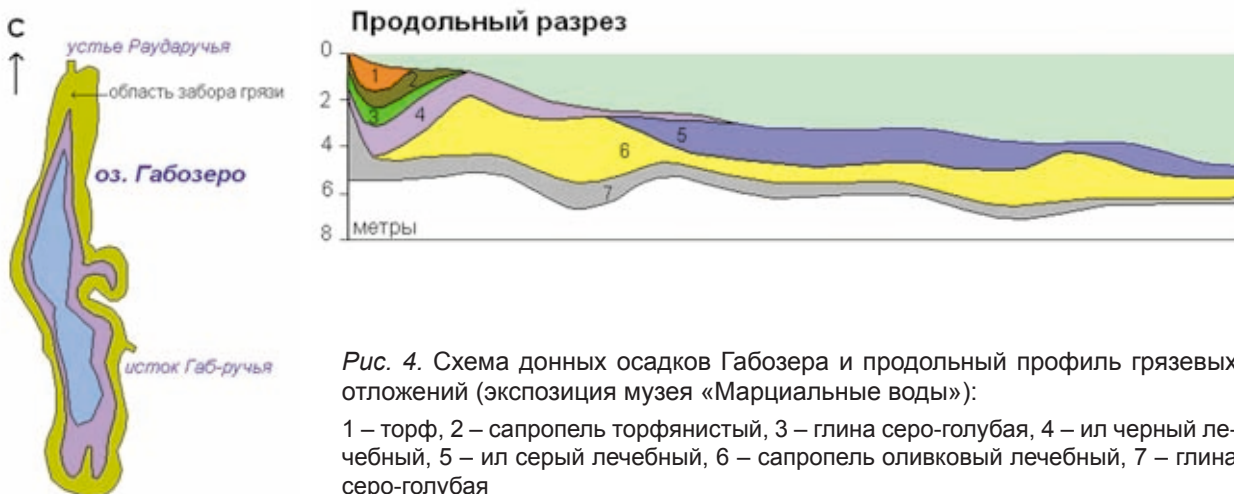 С
устье Раударучья
область забора грязи
оз. Габозеро
исток Габ-ручья
Продольный разрез
0
2
4
6
8
метры
1
2
3
4
5
6
7
Рис. 4. Схема донных осадков Габозера и продольный профиль грязевых
отложений (экспозиция музея «Марциальные воды»):
1 – торф, 2 – сапропель торфянистый, 3 – глина серо-голубая, 4 – ил черный ле-
чебный, 5 – ил серый лечебный, 6 – сапропель оливковый лечебный, 7 – глина
серо-голубая